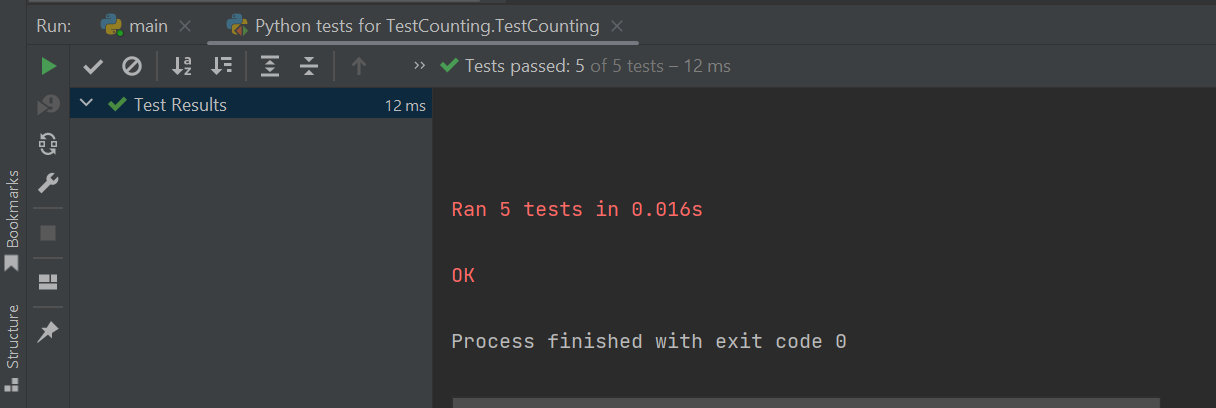 Run: main Python tests for TestCounting.TestCounting
Tests passed: 5 of 5 tests – 12 ms
Test Results 12 ms
Ran 5 tests in 0.016s
OK
Process finished with exit code 0
Bookmarks
Structure